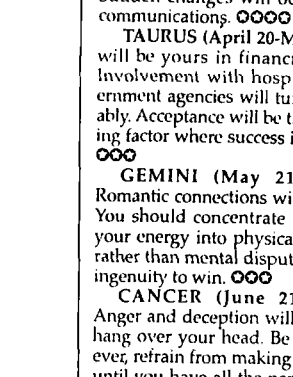 communications. ✪✪✪✪
TAURUS (April 20-M
will be yours in financi
Involvement with hosp
ernment agencies will tu
ably. Acceptance will be t
ing factor where success i
✪✪✪
GEMINI (May 21
Romantic connections wi
You should concentrate
your energy into physica
rather than mental disput
ingenuity to win. ✪✪✪
CANCER (June 21
Anger and deception will
hang over your head. Be
ever, refrain from making
until you have all the